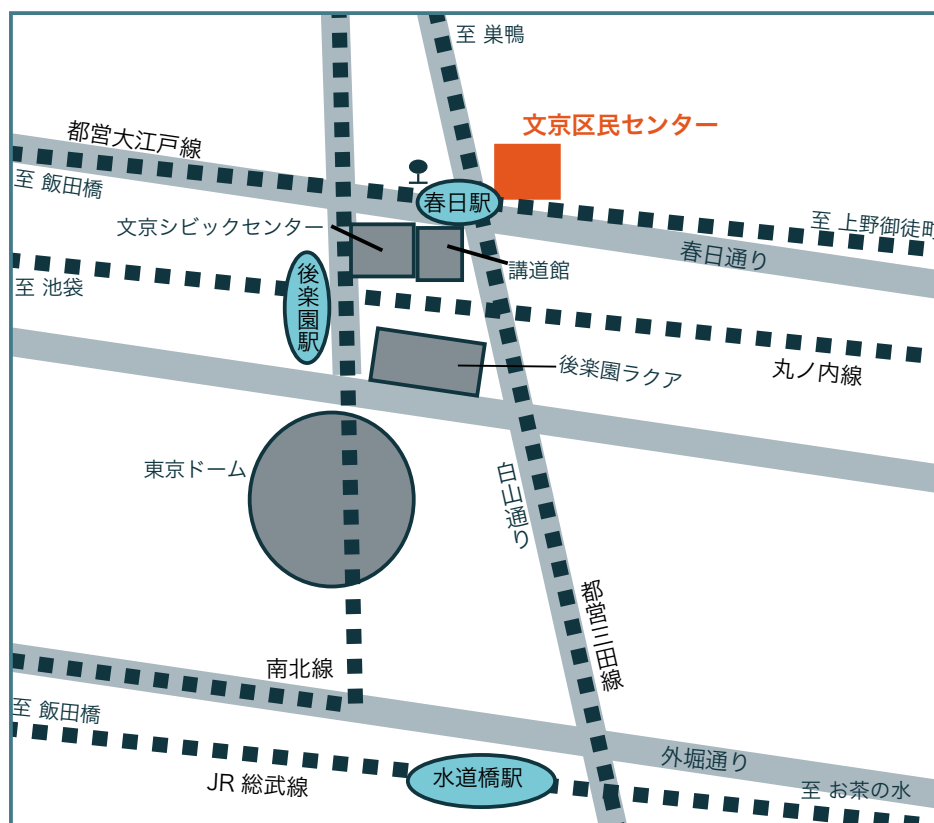 至 巣鴨
文京区民センター
都営大江戸線
至 飯田橋
春日駅
至 上野御徒町
文京シビックセンター
春日通り
講道館
後楽園駅
至 池袋
後楽園ラクア
丸ノ内線
東京ドーム
白山通り
都営三田線
南北線
至 飯田橋
外堀通り
水道橋駅
JR 総武線
至 お茶の水